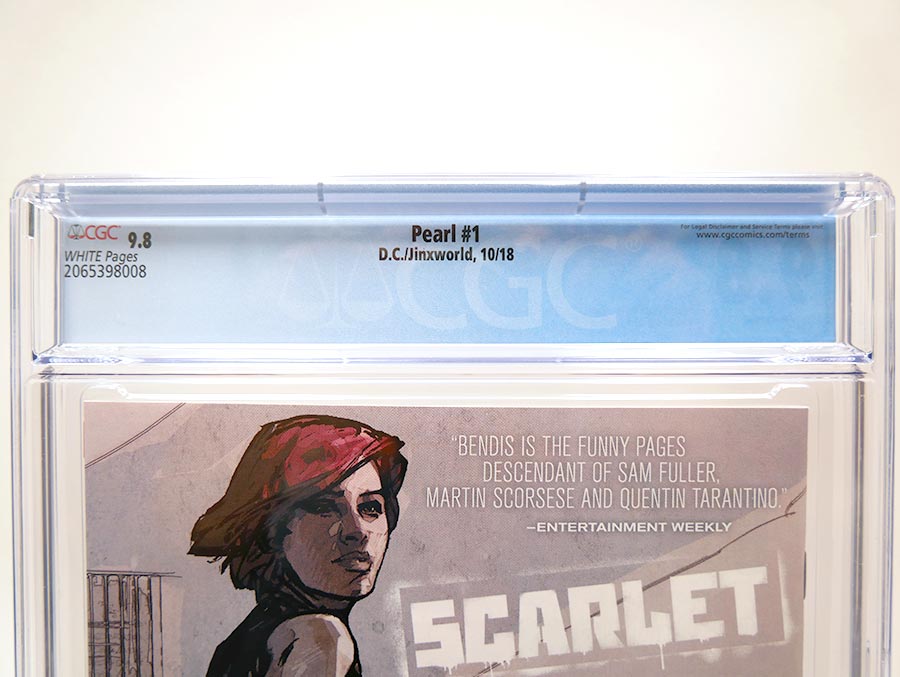 CGC
9.8
WHITE Pages
2065398008
Pearl #1
D.C./Jinxworld, 10/18
For Legal Disclaimer and Service Terms please visit
www.cgccomics.com/terms
CGC
"BENDIS IS THE FUNNY PAGES
DESCENDANT OF SAM FULLER,
MARTIN SCORSESE AND QUENTIN TARANTINO."
–ENTERTAINMENT WEEKLY
SCARLET